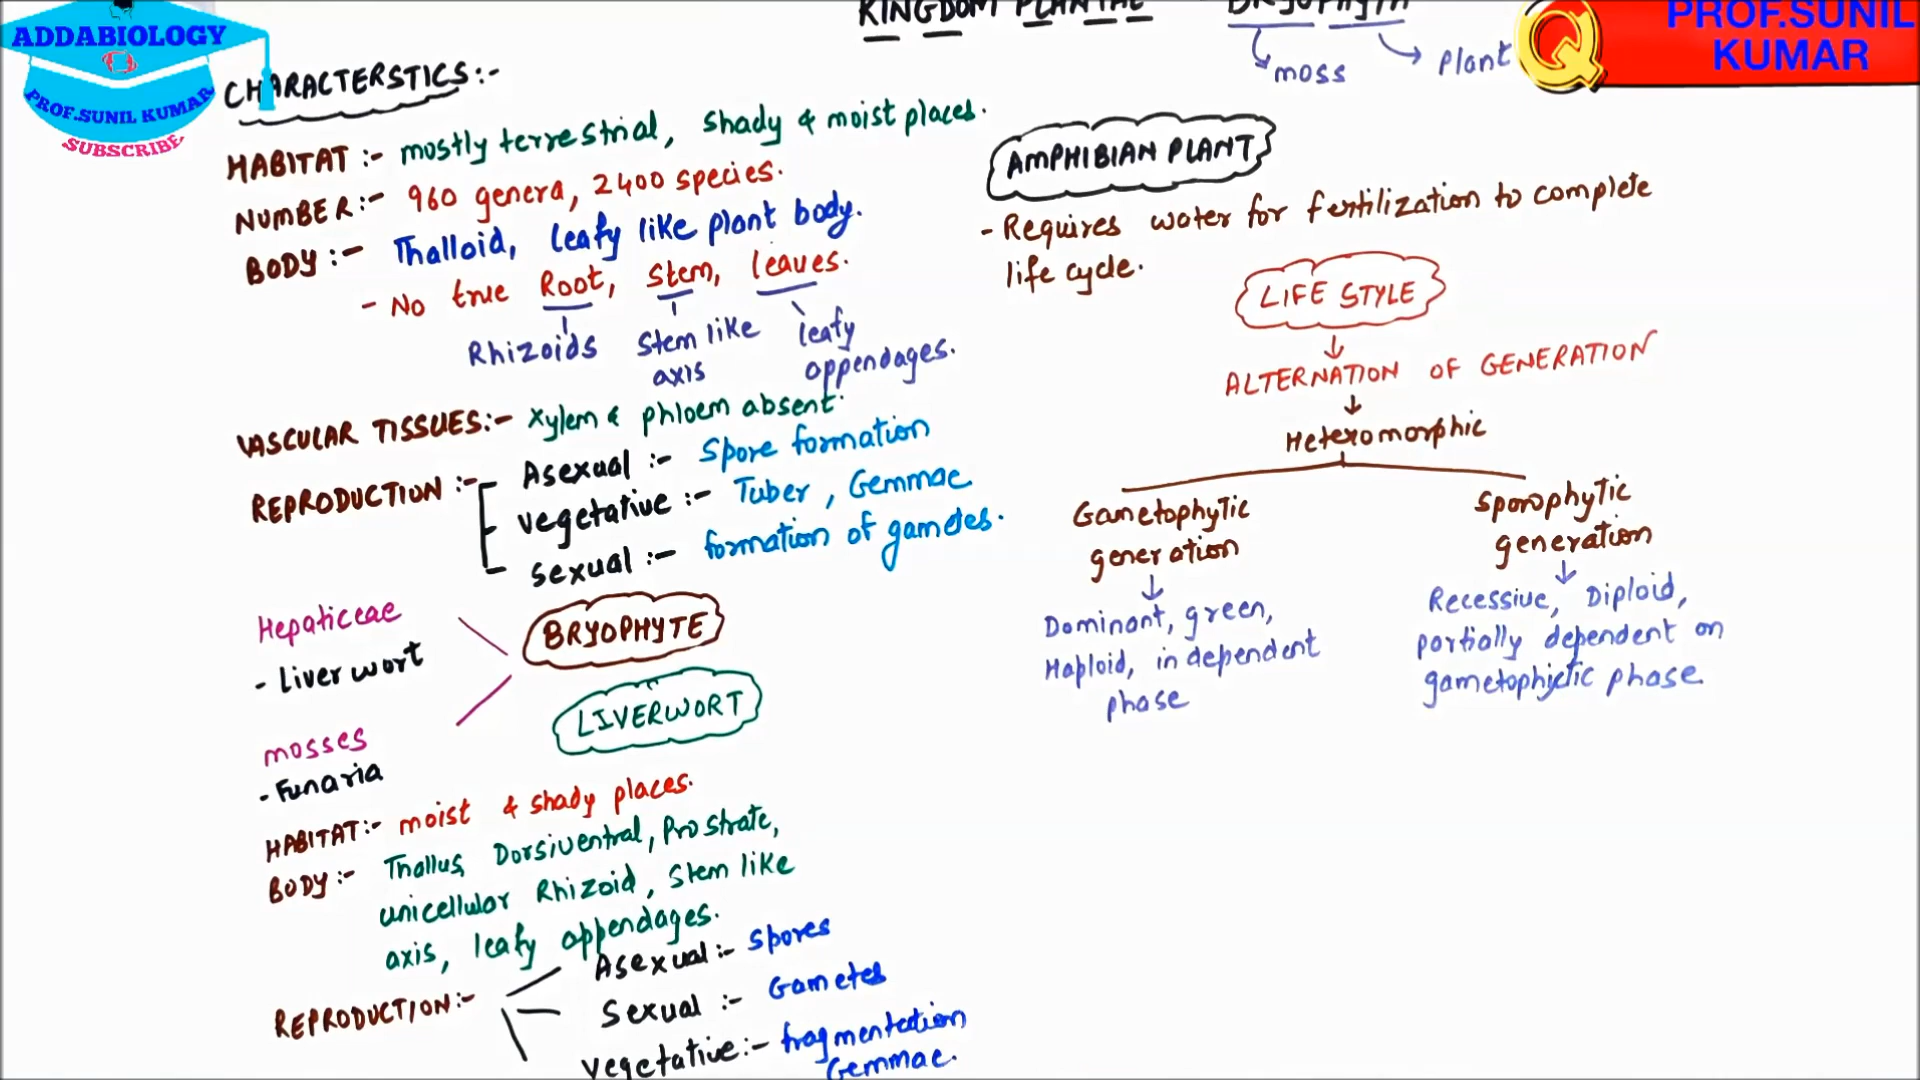 KINGDOM PLANTAE
BRYOPHYTA
moss
plant
ADDABIOLOGY
PROF.SUNIL KUMAR
SUBSCRIBE
PROF.SUNIL
KUMAR
CHARACTERSTICS:-
HABITAT :- mostly terrestrial, shady & moist places.
NUMBER:- 960 genera, 2400 species.
BODY :- Thalloid, leafy like plant body.
- No true Root, Stem, leaves.
Rhizoids
Stem like
axis
leafy
appendages.
VASCULAR TISSUES:- Xylem & phloem absent.
REPRODUCTION :-
Asexual :- Spore formation
vegetative :- Tuber, Gemmae
sexual :- formation of gametes.
Hepaticeae
- Liver wort
BRYOPHYTE
mosses
- Funaria
LIVERWORT
HABITAT:- moist & shady places.
BODY:- Thallus, Dorsiventral, Prostrate,
unicellular Rhizoid, Stem like
axis, leafy appendages.
REPRODUCTION:-
Asexual:- spores
Sexual :- Gametes
vegetative:- fragmentation
Gemmae.
AMPHIBIAN PLANT
- Requires water for fertilization to complete
life cycle.
LIFE STYLE
ALTERNATION OF GENERATION
Heteromorphic
Gametophytic
generation
Dominant, green,
Haploid, independent
phase
Sporophytic
generation
Recessive, Diploid,
partially dependent on
gametophictic phase.